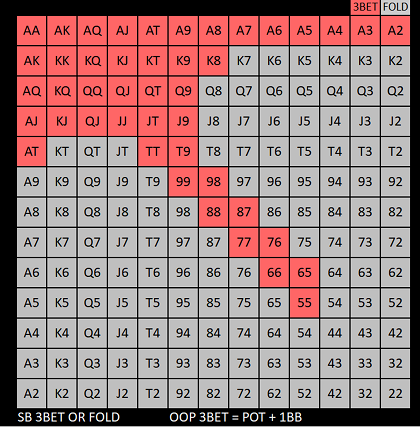 3BET FOLD
AA AK AQ AJ AT A9 A8 A7 A6 A5 A4 A3 A2
AK KK KQ KJ KT K9 K8 K7 K6 K5 K4 K3 K2
AQ KQ QQ QJ QT Q9 Q8 Q7 Q6 Q5 Q4 Q3 Q2
AJ KJ QJ JJ JT J9 J8 J7 J6 J5 J4 J3 J2
AT KT QT JT TT T9 T8 T7 T6 T5 T4 T3 T2
A9 K9 Q9 J9 T9 99 98 97 96 95 94 93 92
A8 K8 Q8 J8 T8 98 88 87 86 85 84 83 82
A7 K7 Q7 J7 T7 97 87 77 76 75 74 73 72
A6 K6 Q6 J6 T6 96 86 76 66 65 64 63 62
A5 K5 Q5 J5 T5 95 85 75 65 55 54 53 52
A4 K4 Q4 J4 T4 94 84 74 64 54 44 43 42
A3 K3 Q3 J3 T3 93 83 73 63 53 43 33 32
A2 K2 Q2 J2 T2 92 82 72 62 52 42 32 22
SB 3BET OR FOLD OOP 3BET = POT + 1BB